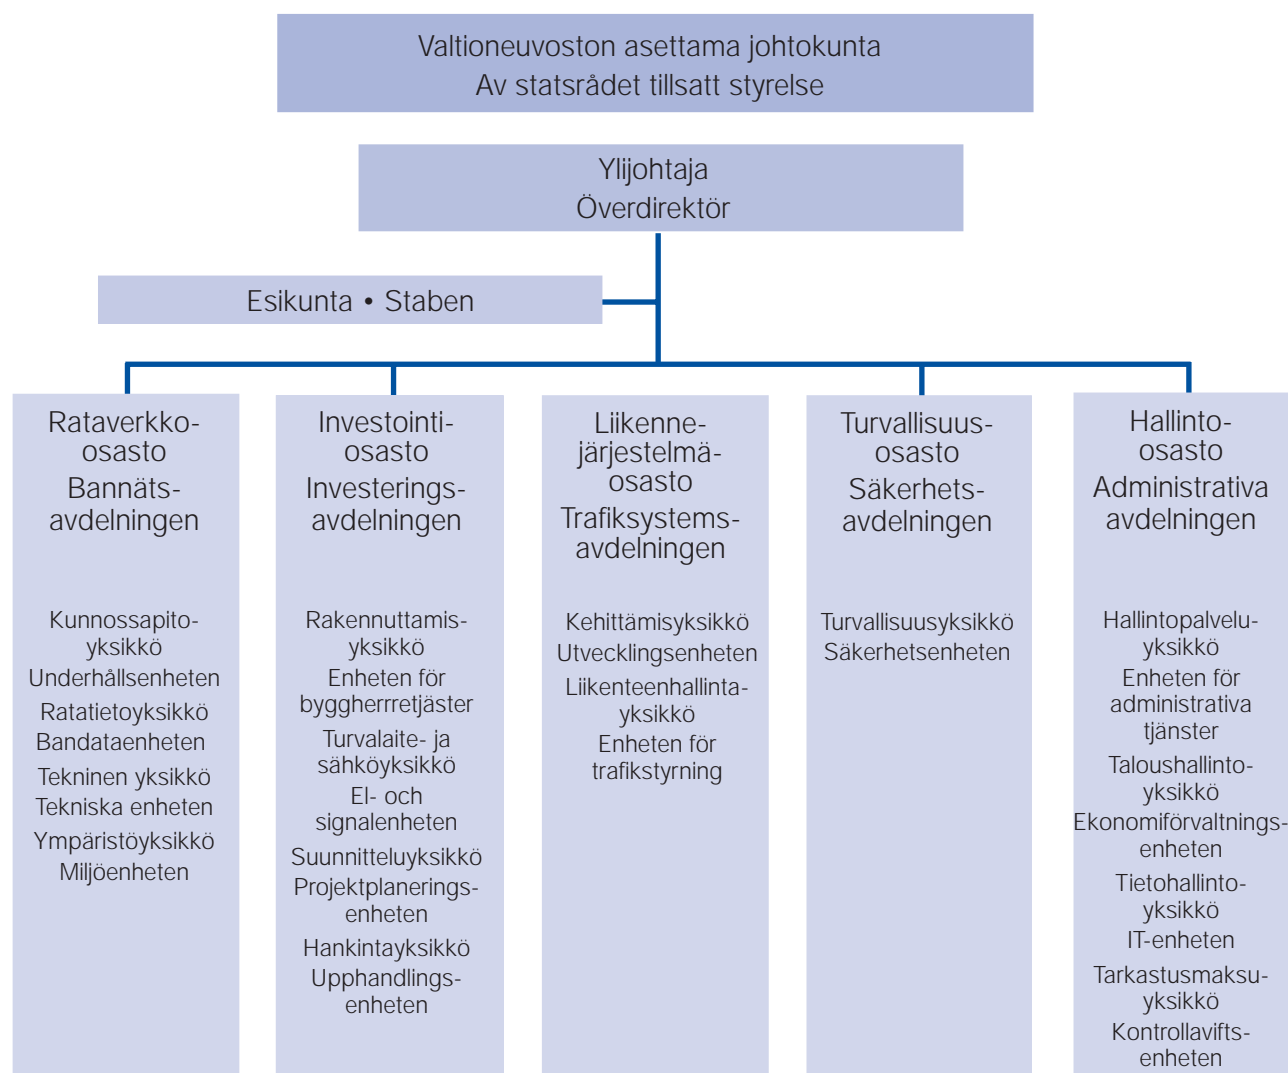 Valtioneuvoston asettama johtokunta
Av statsrådet tillsatt styrelse
Ylijohtaja
Överdirektör
Esikunta • Staben
Rataverkko-
osasto
Bannäts-
avdelningen
Kunnossapito-
yksikkö
Underhållsenheten
Ratatietoyksikkö
Bandataenheten
Tekninen yksikkö
Tekniska enheten
Ympäristöyksikkö
Miljöenheten
Investointi-
osasto
Investerings-
avdelningen
Rakennuttamis-
yksikkö
Enheten för
byggherrretjäster
Turvalaite- ja
sähköyksikkö
El- och
signalenheten
Suunnitteluyksikkö
Projektplanerings-
enheten
Hankintayksikkö
Upphandlings-
enheten
Liikenne-
järjestelmä-
osasto
Trafiksystems-
avdelningen
Kehittämisyksikkö
Utvecklingsenheten
Liikenteenhallinta-
yksikkö
Enheten för
trafikstyrning
Turvallisuus-
osasto
Säkerhets-
avdelningen
Turvallisuusyksikkö
Säkerhetsenheten
Hallinto-
osasto
Administrativa
avdelningen
Hallintopalvelu-
yksikkö
Enheten för
administrativa
tjänster
Taloushallinto-
yksikkö
Ekonomiförvaltnings-
enheten
Tietohallinto-
yksikkö
IT-enheten
Tarkastusmaksu-
yksikkö
Kontrollavifts-
enheten